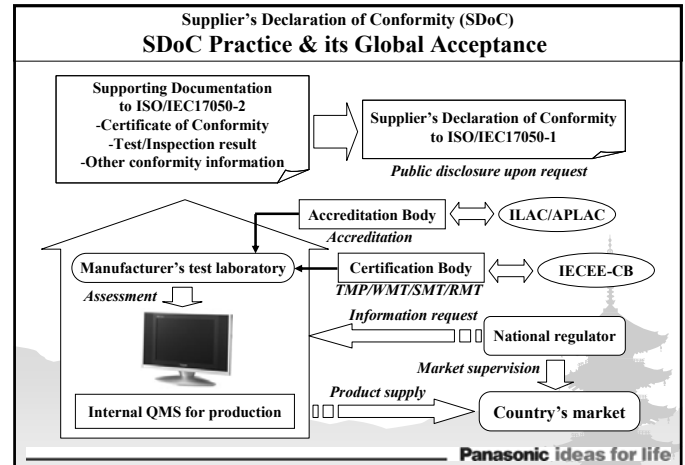 Supplier's Declaration of Conformity (SDoC)
SDoC Practice & its Global Acceptance
Supporting Documentation
to ISO/IEC17050-2
-Certificate of Conformity
-Test/Inspection result
-Other conformity information
Supplier's Declaration of Conformity
to ISO/IEC17050-1
Public disclosure upon request
Accreditation Body
ILAC/APLAC
Accreditation
Manufacturer's test laboratory
Certification Body
IECEE-CB
Assessment
TMP/WMT/SMT/RMT
Information request
National regulator
Market supervision
Product supply
Internal QMS for production
Country's market
Panasonic ideas for life